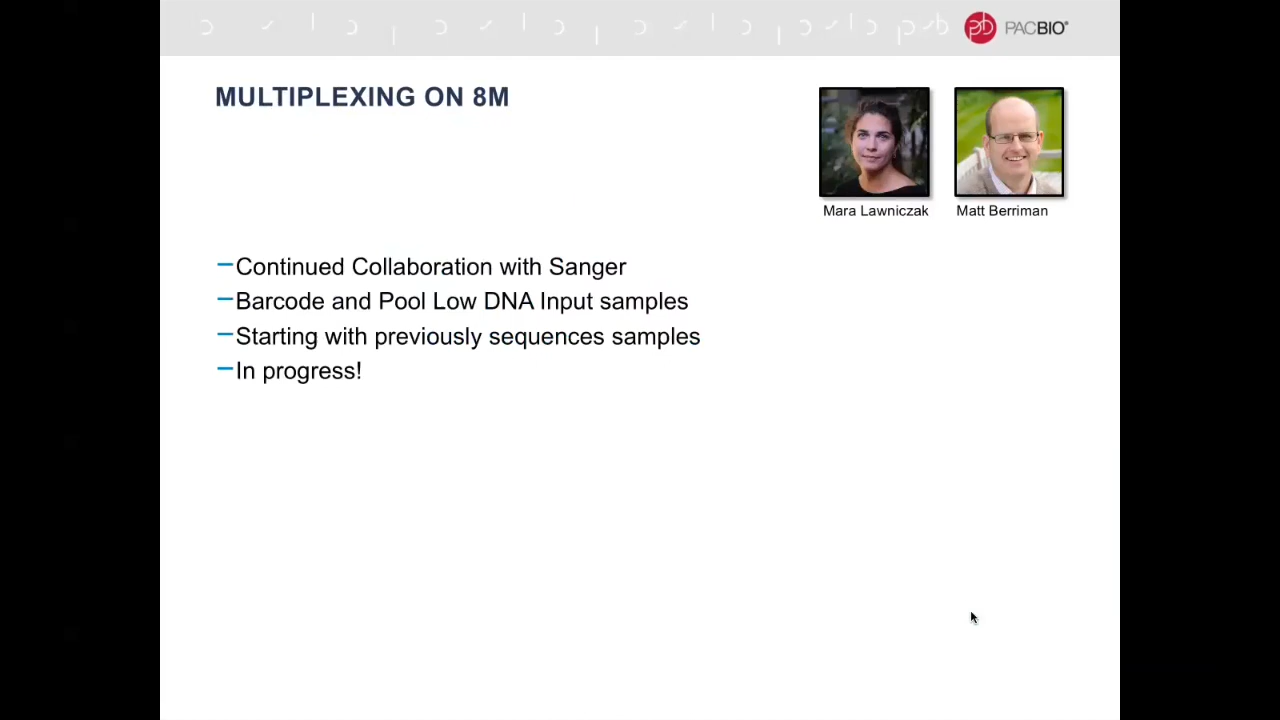 PACBIO®
MULTIPLEXING ON 8M
Mara Lawniczak
Matt Berriman
—Continued Collaboration with Sanger
—Barcode and Pool Low DNA Input samples
—Starting with previously sequences samples
—In progress!